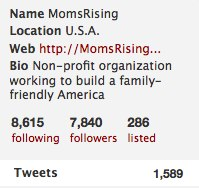 Name MomsRising
Location U.S.A.
Web http://MomsRising...
Bio Non-profit organization
working to build a family-
friendly America
8,615 7,840 286
following followers listed
Tweets 1,589